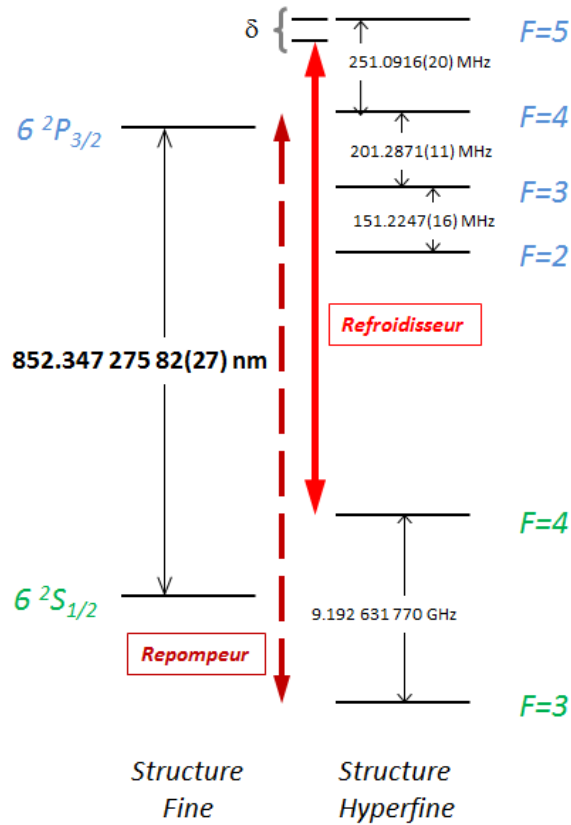 δ
F=5
251.0916(20) MHz
6 ²P₃/₂
F=4
201.2871(11) MHz
F=3
151.2247(16) MHz
F=2
Refroidisseur
852.347 275 82(27) nm
F=4
6 ²S₁/₂
9.192 631 770 GHz
Repompeur
F=3
Structure
Fine
Structure
Hyperfine